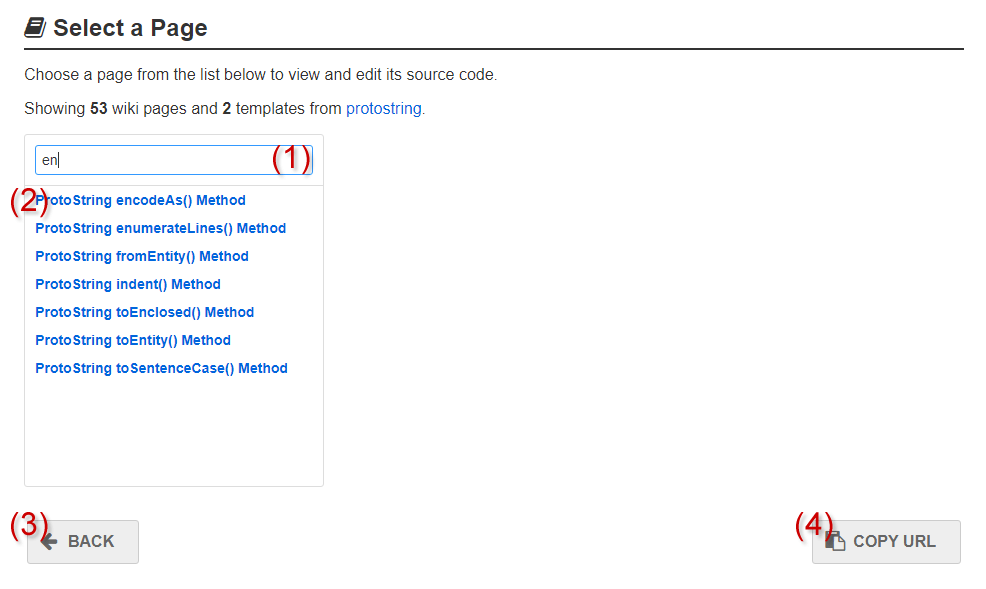 Select a Page
Choose a page from the list below to view and edit its source code.
Showing 53 wiki pages and 2 templates from protostring.
en (1)
(2) ProtoString encodeAs() Method
ProtoString enumerateLines() Method
ProtoString fromEntity() Method
ProtoString indent() Method
ProtoString toEnclosed() Method
ProtoString toEntity() Method
ProtoString toSentenceCase() Method
(3) BACK
(4) COPY URL